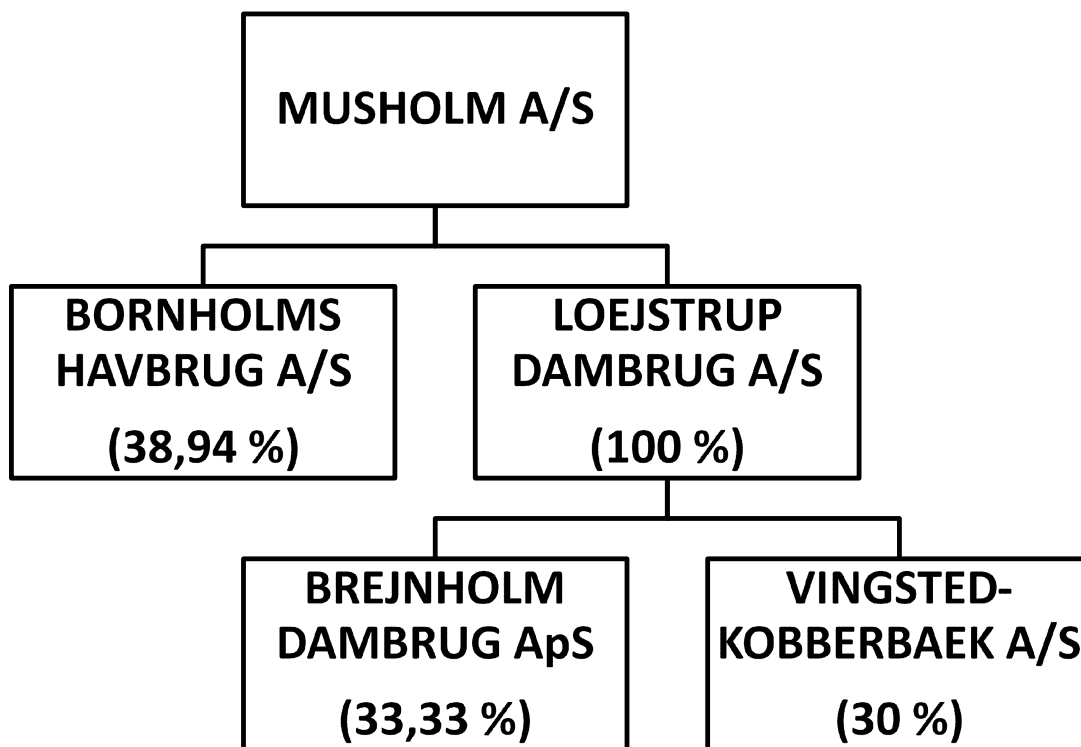 MUSHOLM A/S
BORNHOLMS
HAVBRUG A/S
(38,94 %)
LOEJSTRUP
DAMBRUG A/S
(100 %)
BREJNHOLM
DAMBRUG ApS
(33,33 %)
VINGSTED-
KOBBERBAEK A/S
(30 %)